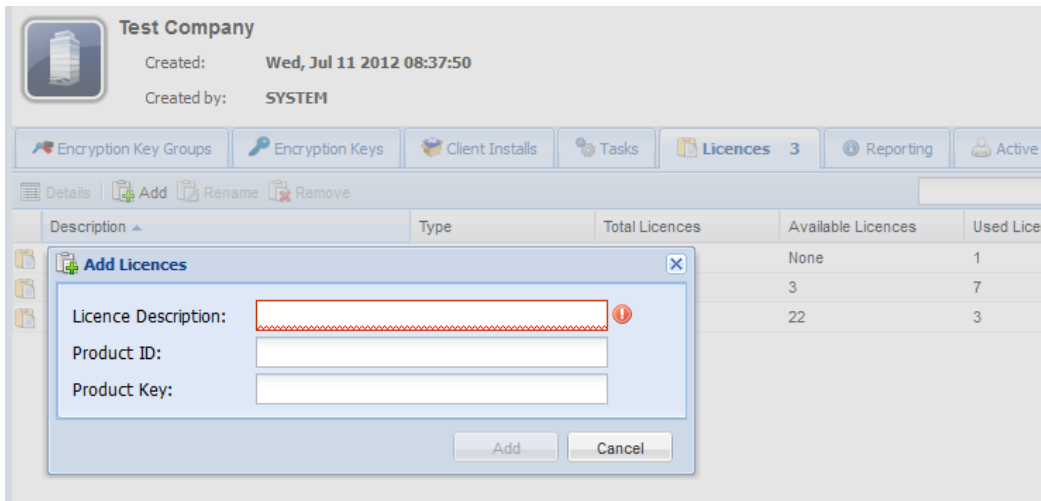 Test Company
Created: Wed, Jul 11 2012 08:37:50
Created by: SYSTEM
Encryption Key Groups Encryption Keys Client Installs Tasks Licences 3 Reporting Active
Details Add Rename Remove
Description Type Total Licences Available Licences Used Lice
None 1
3 7
22 3
Add Licences
Licence Description:
Product ID:
Product Key:
Add Cancel